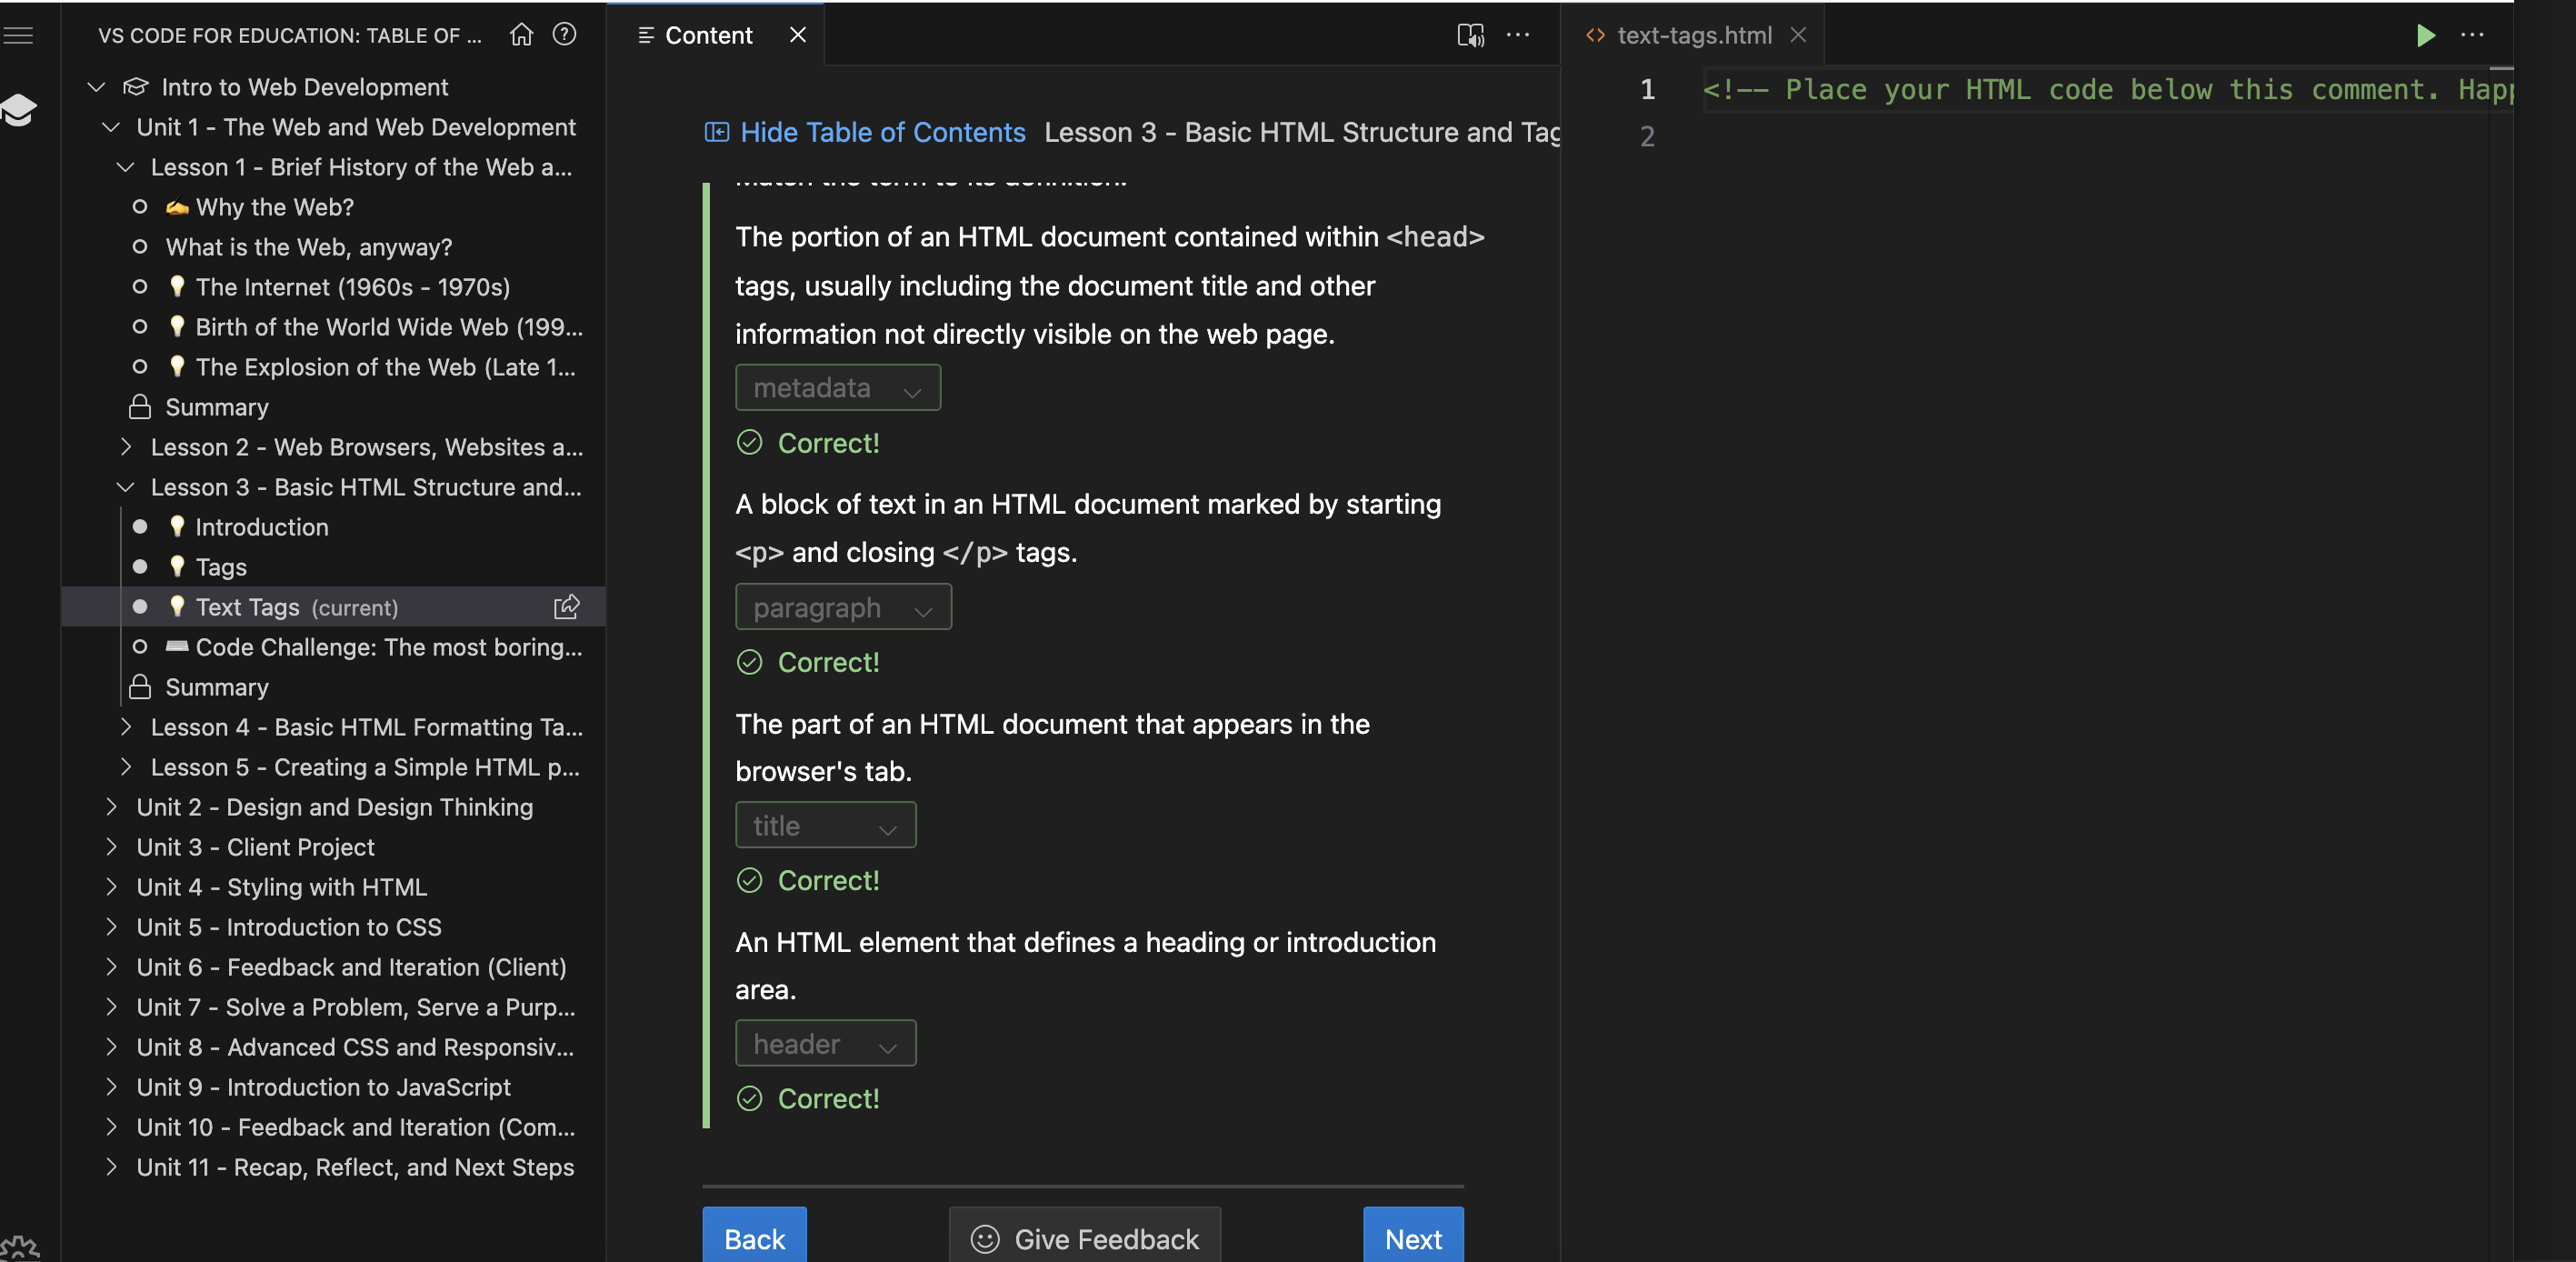 VS CODE FOR EDUCATION: TABLE OF ...
Intro to Web Development
Unit 1 - The Web and Web Development
Lesson 1 - Brief History of the Web a...
Why the Web?
What is the Web, anyway?
The Internet (1960s - 1970s)
Birth of the World Wide Web (199...
The Explosion of the Web (Late 1...
Summary
Lesson 2 - Web Browsers, Websites a...
Lesson 3 - Basic HTML Structure and...
Introduction
Tags
Text Tags (current)
Code Challenge: The most boring...
Summary
Lesson 4 - Basic HTML Formatting Ta...
Lesson 5 - Creating a Simple HTML p...
Unit 2 - Design and Design Thinking
Unit 3 - Client Project
Unit 4 - Styling with HTML
Unit 5 - Introduction to CSS
Unit 6 - Feedback and Iteration (Client)
Unit 7 - Solve a Problem, Serve a Purp...
Unit 8 - Advanced CSS and Responsiv...
Unit 9 - Introduction to JavaScript
Unit 10 - Feedback and Iteration (Com...
Unit 11 - Recap, Reflect, and Next Steps
Content
Hide Table of Contents Lesson 3 - Basic HTML Structure and Tag
Match the term to its definition.
The portion of an HTML document contained within <head>
tags, usually including the document title and other
information not directly visible on the web page.
metadata
Correct!
A block of text in an HTML document marked by starting
<p> and closing </p> tags.
paragraph
Correct!
The part of an HTML document that appears in the
browser's tab.
title
Correct!
An HTML element that defines a heading or introduction
area.
header
Correct!
Back
Give Feedback
Next
<> text-tags.html
1 <!-- Place your HTML code below this comment. Happ
2